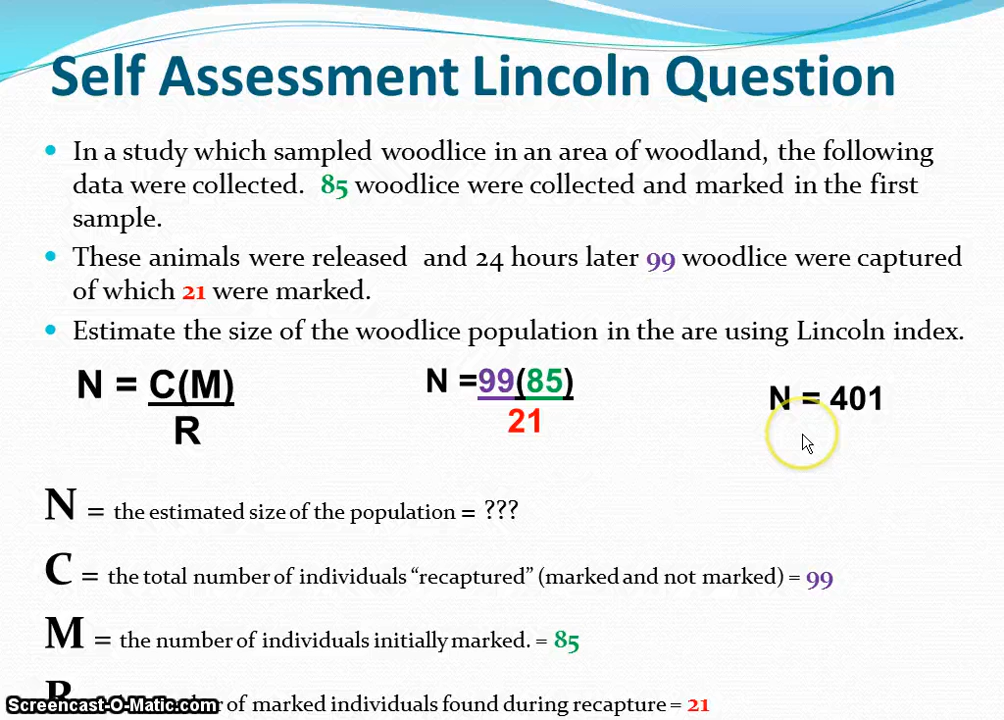 Self Assessment Lincoln Question
In a study which sampled woodlice in an area of woodland, the following
data were collected. 85 woodlice were collected and marked in the first
sample.
These animals were released and 24 hours later 99 woodlice were captured
of which 21 were marked.
Estimate the size of the woodlice population in the are using Lincoln index.
N = C(M)
R
N =99(85)
21
N = 401
N = the estimated size of the population = ???
C = the total number of individuals “recaptured” (marked and not marked) = 99
M = the number of individuals initially marked. = 85
of marked individuals found during recapture = 21
Screencast-O-Matic.com